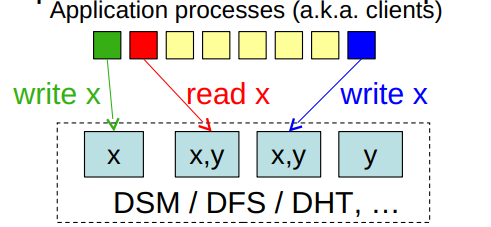 Application processes (a.k.a. clients)
write x
read x
write x
x
x,y
x,y
y
DSM / DFS / DHT, …